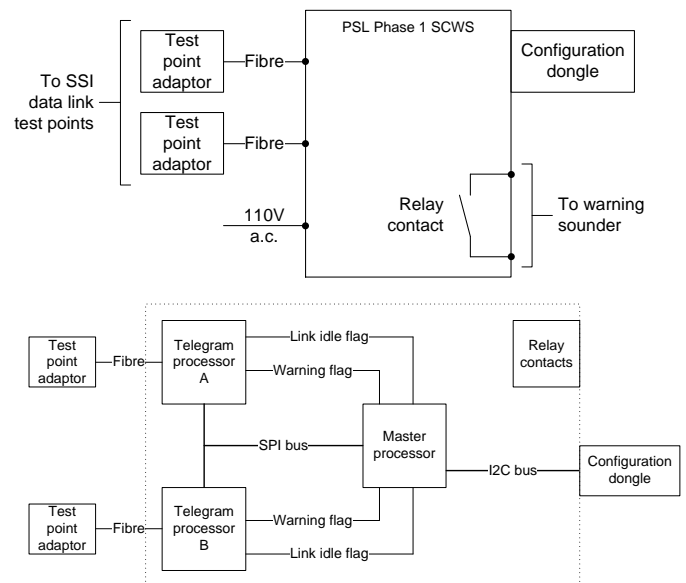 PSL Phase 1 SCWS
Test
point
adaptor
Fibre
Configuration
dongle
To SSI
data link
test points
Test
point
adaptor
Fibre
Relay
contact
To warning
sounder
110V
a.c.
Test
point
adaptor
Fibre
Telegram
processor
A
Link idle flag
Warning flag
Relay
contacts
SPI bus
Master
processor
I2C bus
Configuration
dongle
Test
point
adaptor
Fibre
Telegram
processor
B
Warning flag
Link idle flag